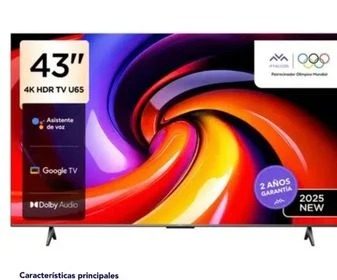 43"
4K HDR TV U65
Asistente
de voz
Google TV
Dolby Audio
Patrocinador Olímpico Mundial
2 AÑOS
GARANTÍA
2025
NEW
Características principales